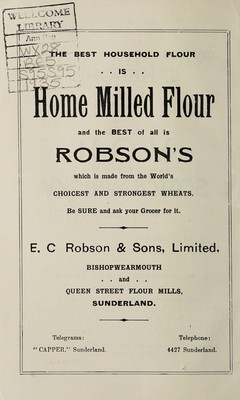 WELLCOME
LIBRARY
THE BEST HOUSEHOLD FLOUR
. . IS . .
Home Milled Flour
and the BEST of all is
ROBSON'S
which is made from the World's
CHOICEST AND STRONGEST WHEATS.
Be SURE and ask your Grocer for it.
E. C Robson & Sons, Limited,
BISHOPWEARMOUTH
. . and . .
QUEEN STREET FLOUR MILLS,
SUNDERLAND.
Telegrams: Telephone:
"CAPPER," Sunderland. 4427 Sunderland.